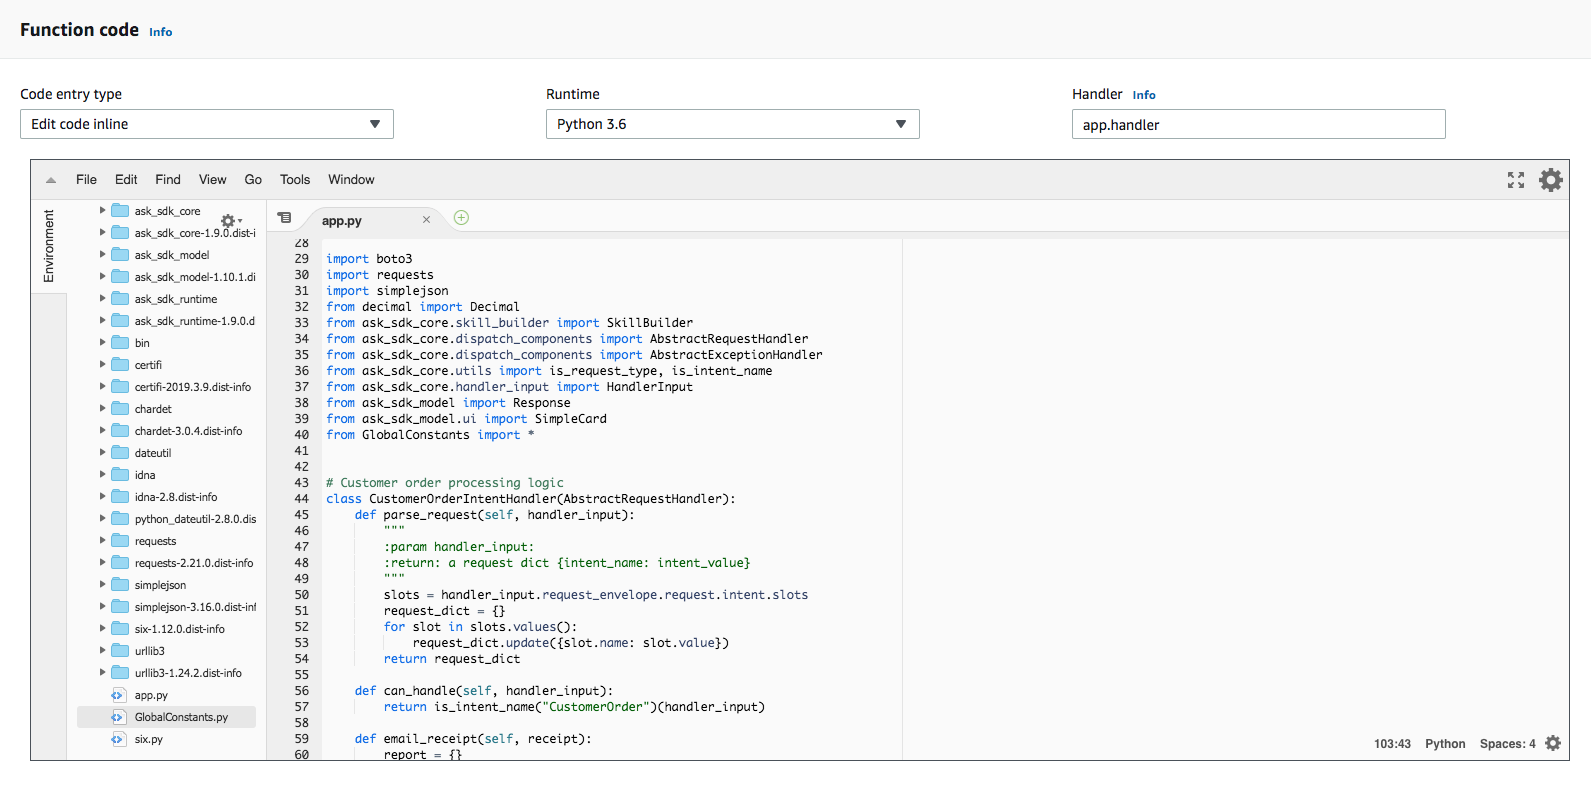 Function code Info
Code entry type
Edit code inline
Runtime
Python 3.6
Handler Info
app.handler
File Edit Find View Go Tools Window
Environment
ask_sdk_core
ask_sdk_core-1.9.0.dist-i
ask_sdk_model
ask_sdk_model-1.10.1.di
ask_sdk_runtime
ask_sdk_runtime-1.9.0.d
bin
certifi
certifi-2019.3.9.dist-info
chardet
chardet-3.0.4.dist-info
dateutil
idna
idna-2.8.dist-info
python_dateutil-2.8.0.dis
requests
requests-2.21.0.dist-info
simplejson
simplejson-3.16.0.dist-inf
six-1.12.0.dist-info
urllib3
urllib3-1.24.2.dist-info
app.py
GlobalConstants.py
six.py
app.py
28
29 import boto3
30 import requests
31 import simplejson
32 from decimal import Decimal
33 from ask_sdk_core.skill_builder import SkillBuilder
34 from ask_sdk_core.dispatch_components import AbstractRequestHandler
35 from ask_sdk_core.dispatch_components import AbstractExceptionHandler
36 from ask_sdk_core.utils import is_request_type, is_intent_name
37 from ask_sdk_core.handler_input import HandlerInput
38 from ask_sdk_model import Response
39 from ask_sdk_model.ui import SimpleCard
40 from GlobalConstants import *
41
42
43 # Customer order processing logic
44 class CustomerOrderIntentHandler(AbstractRequestHandler):
45     def parse_request(self, handler_input):
46         """
47         :param handler_input:
48         :return: a request dict {intent_name: intent_value}
49         """
50         slots = handler_input.request_envelope.request.intent.slots
51         request_dict = {}
52         for slot in slots.values():
53             request_dict.update({slot.name: slot.value})
54         return request_dict
55
56     def can_handle(self, handler_input):
57         return is_intent_name("CustomerOrder")(handler_input)
58
59     def email_receipt(self, receipt):
60         report = {}
103:43 Python Spaces: 4